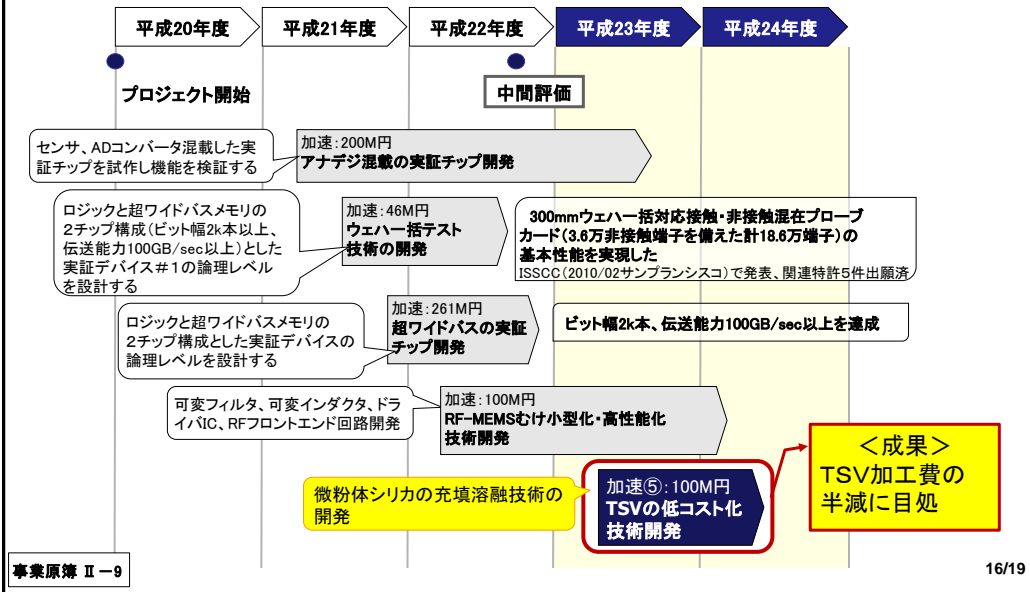 平成20年度
平成21年度
平成22年度
平成23年度
平成24年度
プロジェクト開始
中間評価
センサ、ADコンバータ混載した実
証チップを試作し機能を検証する
加速：200M円
アナデジ混載の実証チップ開発
ロジックと超ワイドバスメモリの
２チップ構成（ビット幅2k本以上、
伝送能力100GB/sec以上）とした
実証デバイス＃１の論理レベル
を設計する
加速：46M円
ウェハ一括テスト
技術の開発
300mmウェハ一括対応接触・非接触混在プローブ
カード（3.6万非接触端子を備えた計18.6万端子）の
基本性能を実現した
ISSCC（2010/02サンフランシスコ）で発表、関連特許５件出願済
ロジックと超ワイドバスメモリの
２チップ構成とした実証デバイスの
論理レベルを設計する
加速：261M円
超ワイドバスの実証
チップ開発
ビット幅2k本、伝送能力100GB/sec以上を達成
可変フィルタ、可変インダクタ、ドラ
イバIC、RFフロントエンド回路開発
加速：100M円
RF-MEMSむけ小型化・高性能化
技術開発
微粉体シリカの充填溶融技術の
開発
加速⑤：100M円
TSVの低コスト化
技術開発
＜成果＞
TSV加工費の
半減に目処
事業原簿 Ⅱ－9
16/19